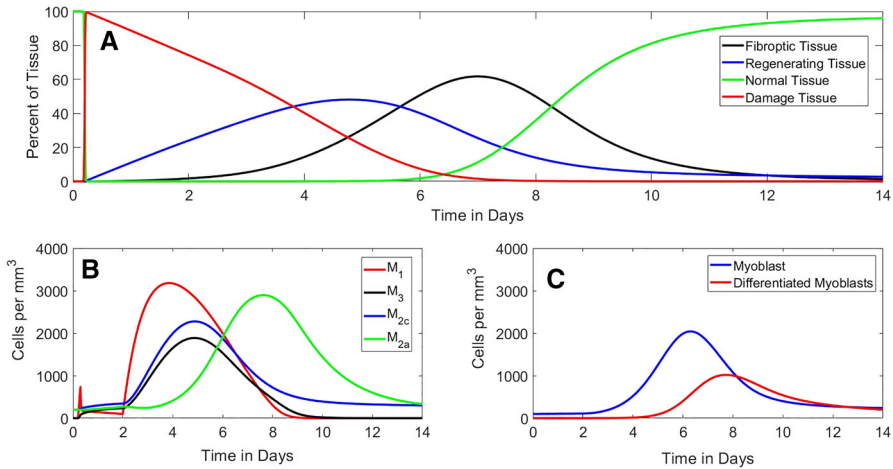 100
80
60
40
20
0
Percent of Tissue
A
Fibroptic Tissue
Regenerating Tissue
Normal Tissue
Damage Tissue
0 2 4 6 8 10 12 14
Time in Days
4000
3000
2000
1000
0
Cells per mm3
B
M1
M3
M2c
M2a
0 2 4 6 8 10 12 14
Time in Days
4000
3000
2000
1000
0
Cells per mm3
C
Myoblast
Differentiated Myoblasts
0 2 4 6 8 10 12 14
Time in Days